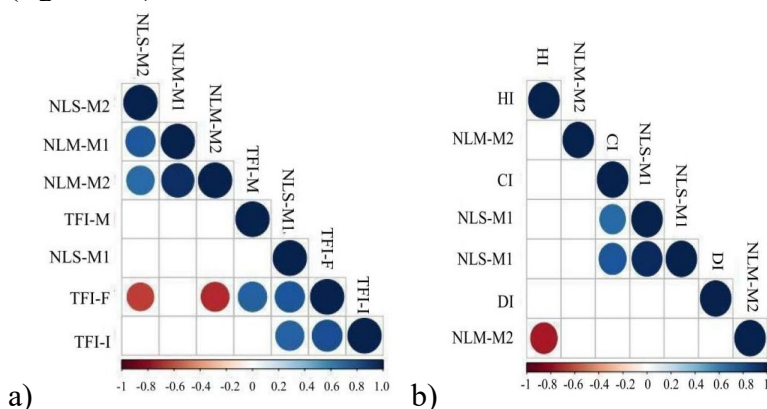 NLS-M2
NLM-M1
NLM-M2
TFI-M
NLS-M1
TFI-F
TFI-I
NLS-M2
NLM-M1
NLM-M2
TFI-M
NLS-M1
TFI-F
TFI-I
-1 -0.8 -0.6 -0.4 -0.2 0 0.2 0.4 0.6 0.8 1.0
a)
HI
NLM-M2
CI
NLS-M1
NLS-M1
DI
NLM-M2
HI
NLM-M2
CI
NLS-M1
NLS-M1
DI
NLM-M2
-1 -0.8 -0.6 -0.4 -0.2 0 0.2 0.4 0.6 0.8 1
b)